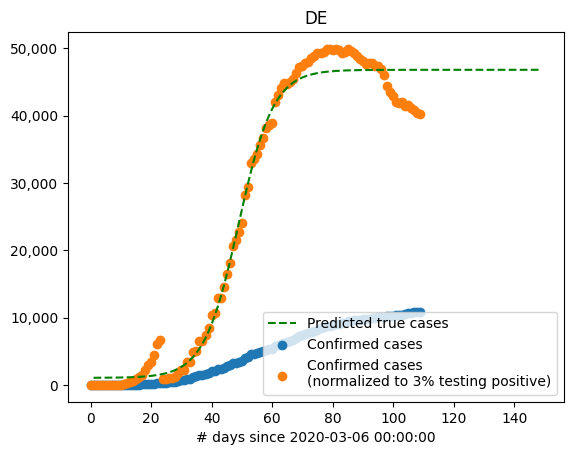 DE
50,000
40,000
30,000
20,000
10,000
0
Predicted true cases
Confirmed cases
Confirmed cases
(normalized to 3% testing positive)
0 20 40 60 80 100 120 140
# days since 2020-03-06 00:00:00